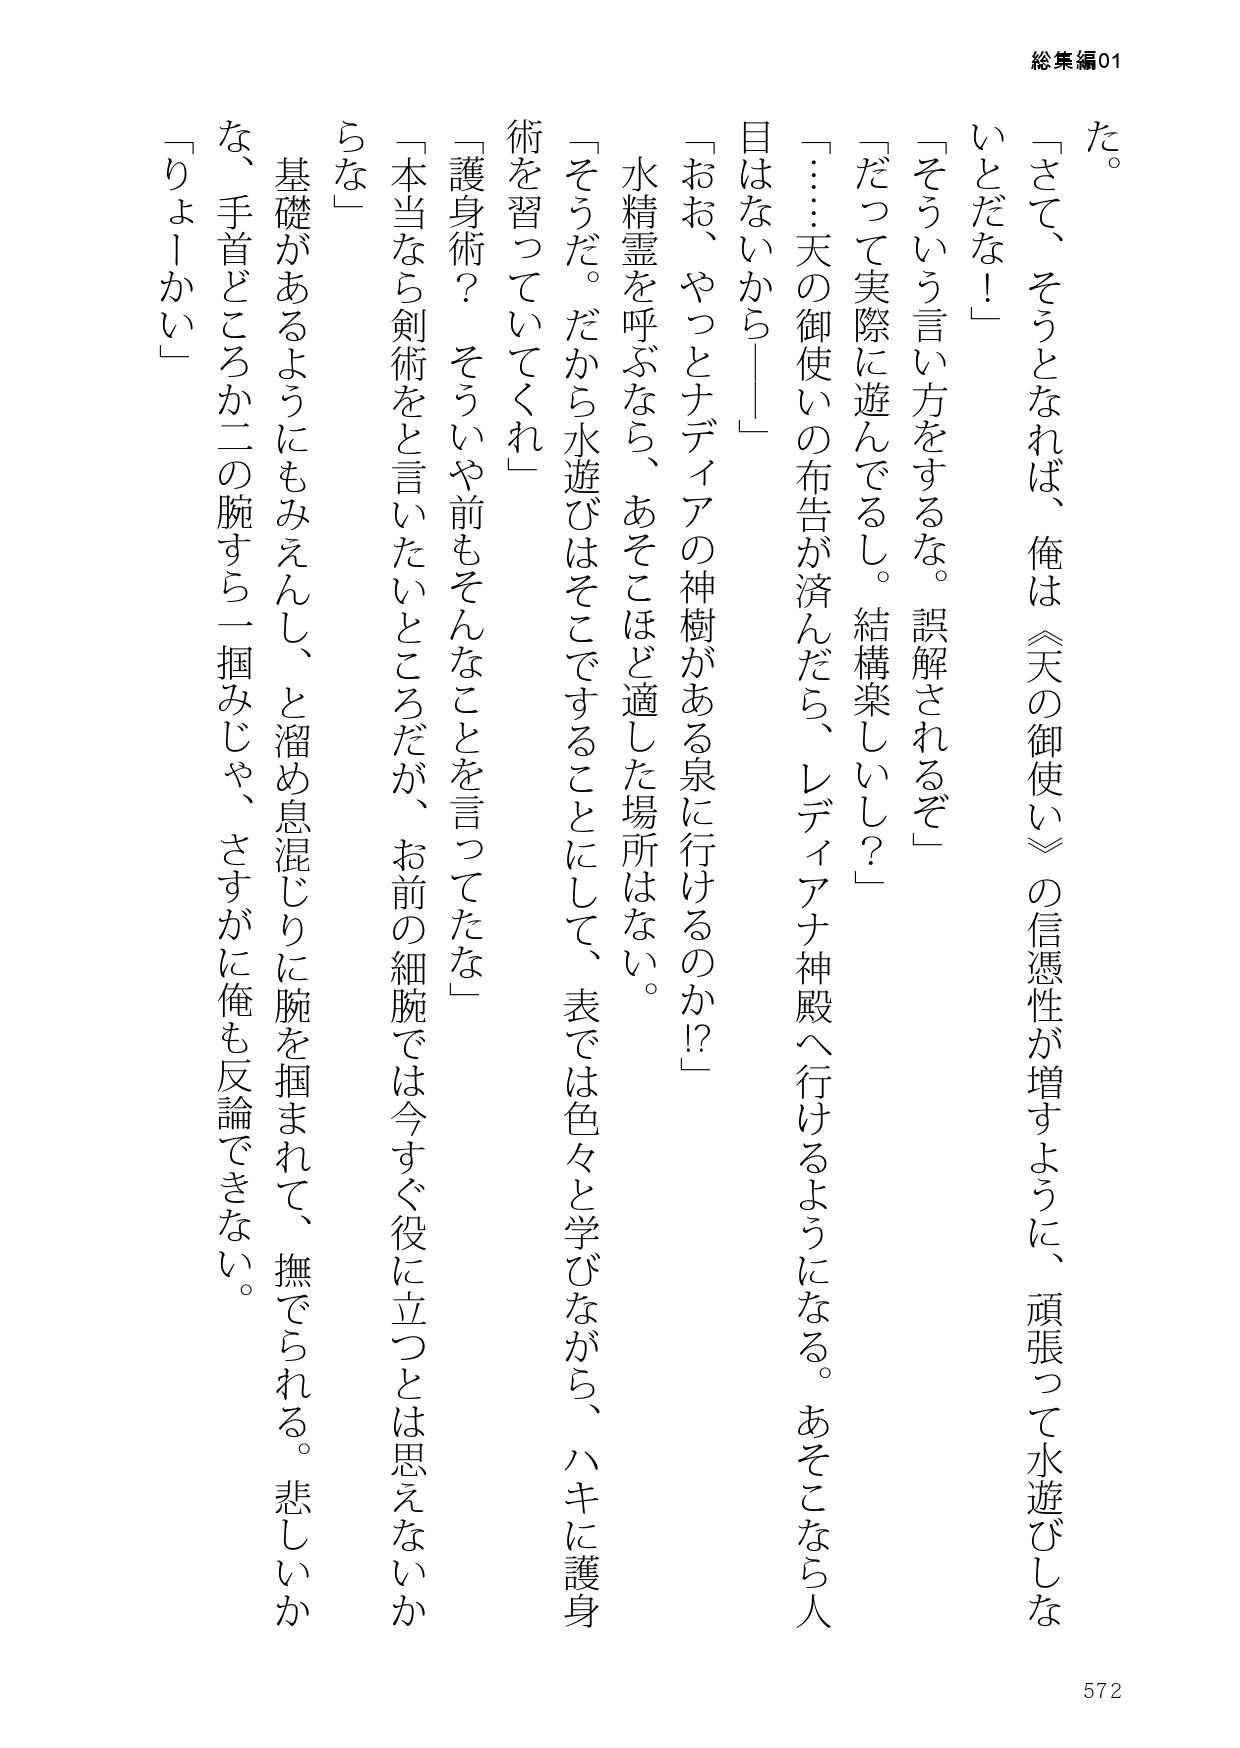 総集編01
た。
「さて、そうとなれば、俺は《天の御使い》の信憑性が増すように、頑張って水遊びしな
いとだな！」
「そういう言い方をするな。誤解されるぞ」
「だって実際に遊んでるし。結構楽しいし？」
「……天の御使いの布告が済んだら、レディアナ神殿へ行けるようになる。あそこなら人
目はないから――」
「おお、やっとナディアの神樹がある泉に行けるのか!?」
　水精霊を呼ぶなら、あそこほど適した場所はない。
「そうだ。だから水遊びはそこですることにして、表では色々と学びながら、ハキに護身
術を習っていてくれ」
「護身術？　そういや前もそんなことを言ってたな」
「本当なら剣術をと言いたいところだが、お前の細腕では今すぐ役に立つとは思えないか
らな」
　基礎があるようにもみえんし、と溜め息混じりに腕を掴まれて、撫でられる。悲しいか
な、手首どころか二の腕すら一掴みじゃ、さすがに俺も反論できない。
「りょーかい」
572